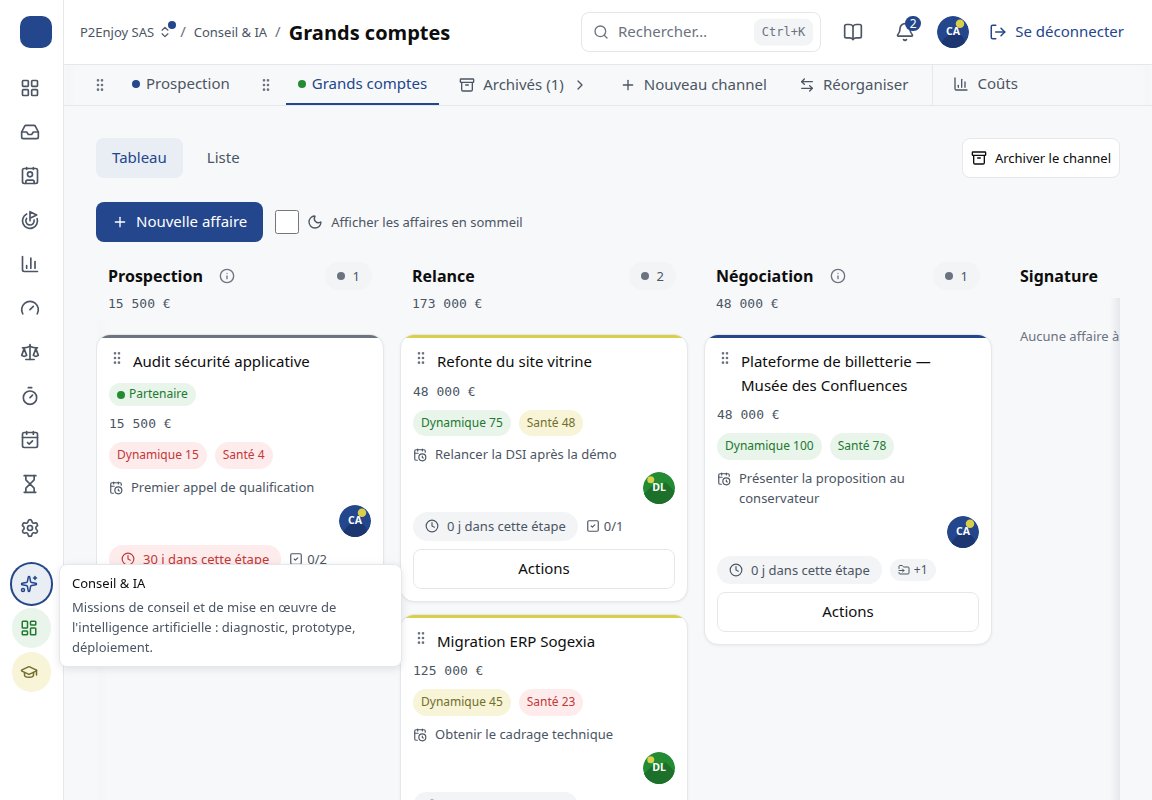 P2Enjoy SAS / Conseil & IA / Grands comptes
Rechercher... Ctrl+K
2
CA
Se déconnecter
Prospection
Grands comptes
Archivés (1)
Nouveau channel
Réorganiser
Coûts
Tableau
Liste
Archiver le channel
Nouvelle affaire
Afficher les affaires en sommeil
Prospection
1
15 500 €
Audit sécurité applicative
Partenaire
15 500 €
Dynamique 15
Santé 4
Premier appel de qualification
CA
30 j dans cette étape
0/2
Conseil & IA
Missions de conseil et de mise en œuvre de
l'intelligence artificielle : diagnostic, prototype,
déploiement.
Relance
2
173 000 €
Refonte du site vitrine
48 000 €
Dynamique 75
Santé 48
Relancer la DSI après la démo
DL
0 j dans cette étape
0/1
Actions
Migration ERP Sogexia
125 000 €
Dynamique 45
Santé 23
Obtenir le cadrage technique
DL
Négociation
1
48 000 €
Plateforme de billetterie —
Musée des Confluences
48 000 €
Dynamique 100
Santé 78
Présenter la proposition au
conservateur
CA
0 j dans cette étape
+1
Actions
Signature
Aucune affaire à